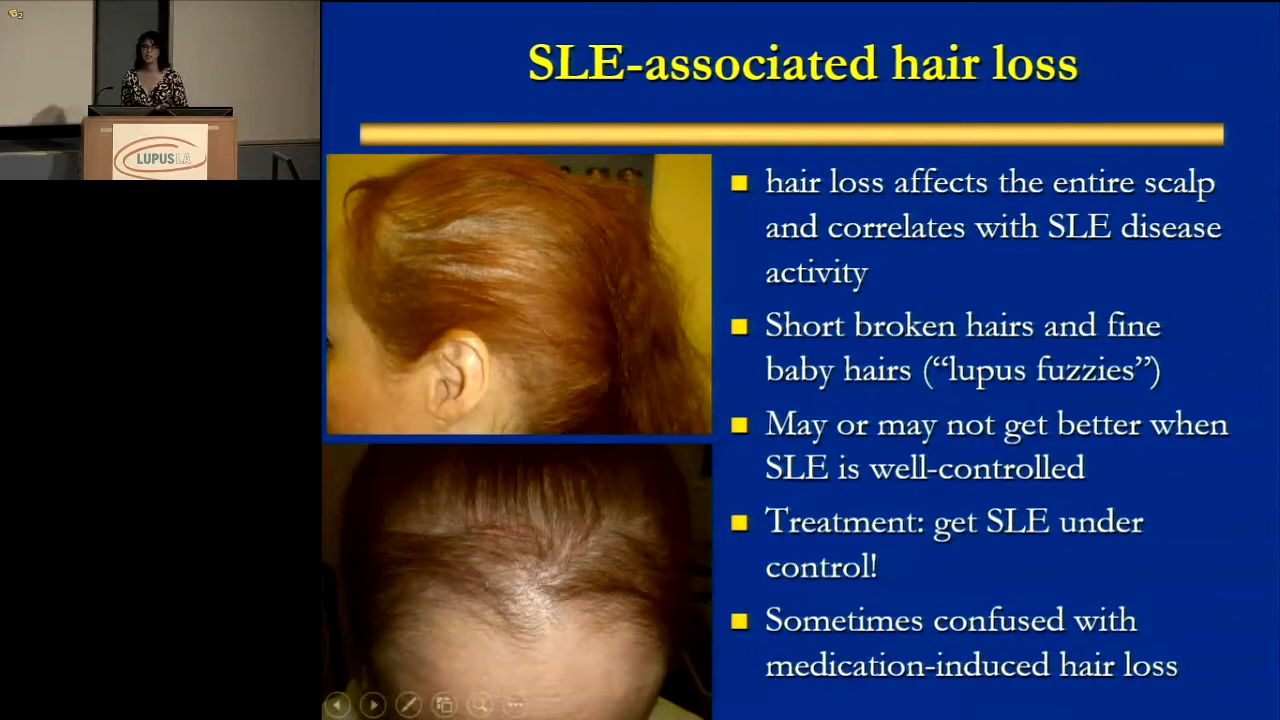 SLE-associated hair loss
LUPUS LA
hair loss affects the entire scalp
and correlates with SLE disease
activity
Short broken hairs and fine
baby hairs (“lupus fuzzies”)
May or may not get better when
SLE is well-controlled
Treatment: get SLE under
control!
Sometimes confused with
medication-induced hair loss